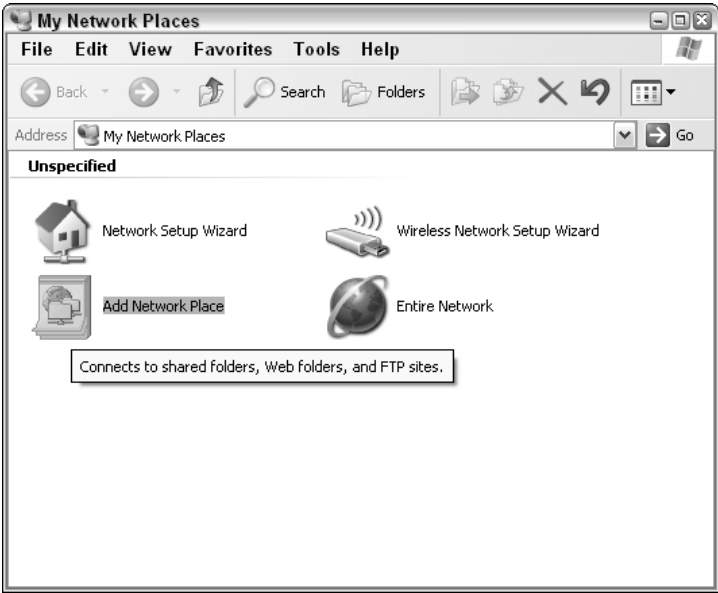 My Network Places
File Edit View Favorites Tools Help
Back Search Folders
Address My Network Places Go
Unspecified
Network Setup Wizard Wireless Network Setup Wizard
Add Network Place Entire Network
Connects to shared folders, Web folders, and FTP sites.